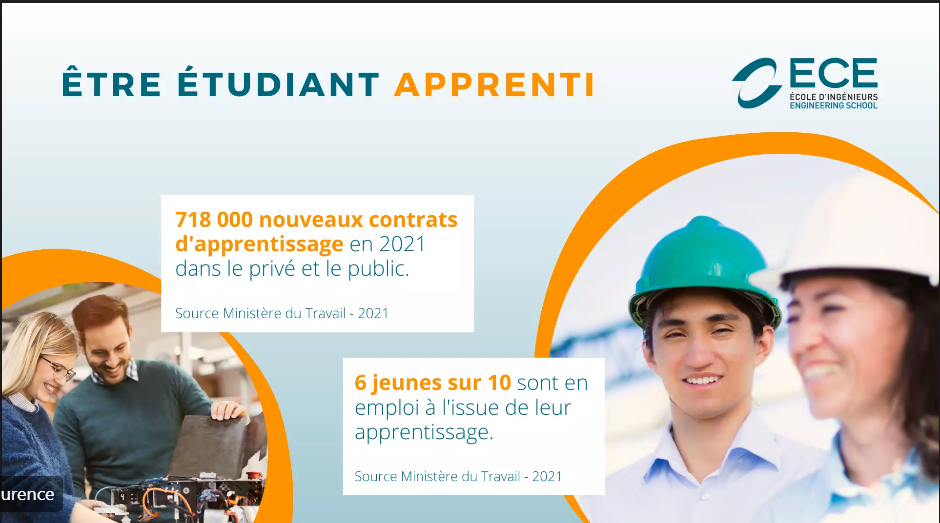 ÊTRE ÉTUDIANT APPRENTI
ECE
ÉCOLE D'INGÉNIEURS
ENGINEERING SCHOOL
718 000 nouveaux contrats
d'apprentissage en 2021
dans le privé et le public.
Source Ministère du Travail - 2021
6 jeunes sur 10 sont en
emploi à l'issue de leur
apprentissage.
Source Ministère du Travail - 2021
urence